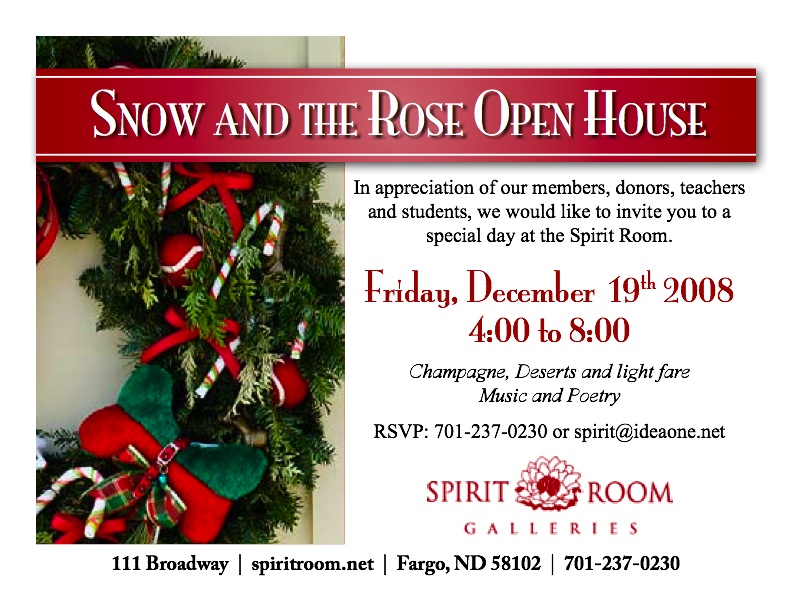 Snow and the Rose Open House
In appreciation of our members, donors, teachers
and students, we would like to invite you to a
special day at the Spirit Room.
Friday, December 19th 2008
4:00 to 8:00
Champagne, Deserts and light fare
Music and Poetry
RSVP: 701-237-0230 or spirit@ideaone.net
SPIRIT ROOM
GALLERIES
111 Broadway | spiritroom.net | Fargo, ND 58102 | 701-237-0230